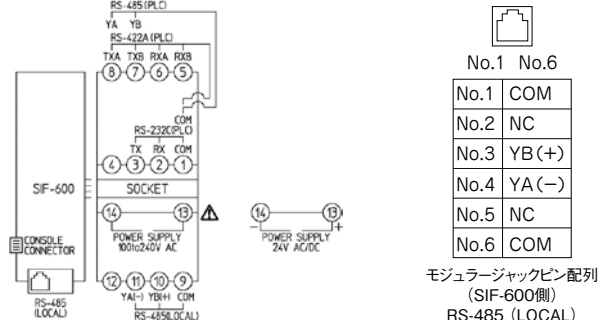 RS-485(PLC)
YA YB
RS-422A(PLC)
TXA TXB RXA RXB
8 7 6 5
COM
RS-232C(PLC)
TX RX COM
4 3 2 1
SIF-600
SOCKET
14 13
POWER SUPPLY
100to240V AC
14 13
- +
POWER SUPPLY
24V AC/DC
CONSOLE
CONNECTOR
12 11 10 9
YA(-) YB(+) COM
RS-485(LOCAL)
RS-485
(LOCAL)
No.1 No.6
No.1 COM
No.2 NC
No.3 YB(+)
No.4 YA(−)
No.5 NC
No.6 COM
モジュラージャックピン配列
(SIF-600側)
RS-485 (LOCAL)